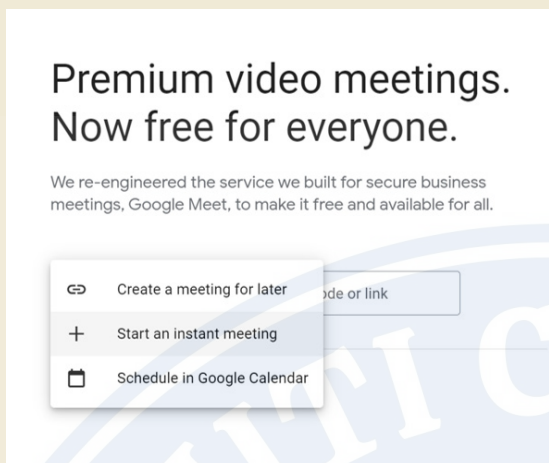 Premium video meetings.
Now free for everyone.
We re-engineered the service we built for secure business
meetings, Google Meet, to make it free and available for all.
Create a meeting for later
or link
Start an instant meeting
Schedule in Google Calendar